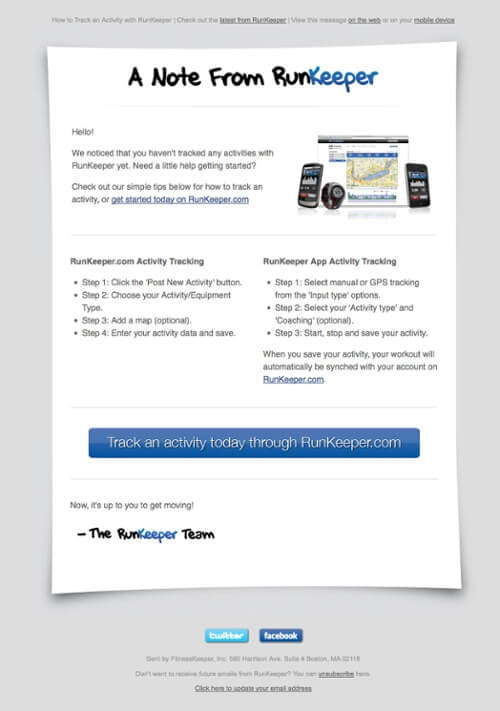 How to Track an Activity with RunKeeper | Check out the latest from RunKeeper | View this message on the web or on your mobile device
A Note From RunKeeper
Hello!
We noticed that you haven't tracked any activities with
RunKeeper yet. Need a little help getting started?
Check out our simple tips below for how to track an
activity, or get started today on RunKeeper.com
RunKeeper.com Activity Tracking
• Step 1: Click the 'Post New Activity' button.
• Step 2: Choose your Activity/Equipment
Type.
• Step 3: Add a map (optional).
• Step 4: Enter your activity data and save.
RunKeeper App Activity Tracking
• Step 1: Select manual or GPS tracking
from the 'Input type' options.
• Step 2: Select your 'Activity type' and
'Coaching' (optional).
• Step 3: Start, stop and save your activity.
When you save your activity, your workout will
automatically be synched with your account on
RunKeeper.com.
Track an activity today through RunKeeper.com
Now, it's up to you to get moving!
– The RunKeeper Team
twitter facebook
Sent by FitnessKeeper, Inc. 580 Harrison Ave. Suite 4 Boston, MA 02118
Don't want to receive future emails from RunKeeper? You can unsubscribe here.
Click here to update your email address